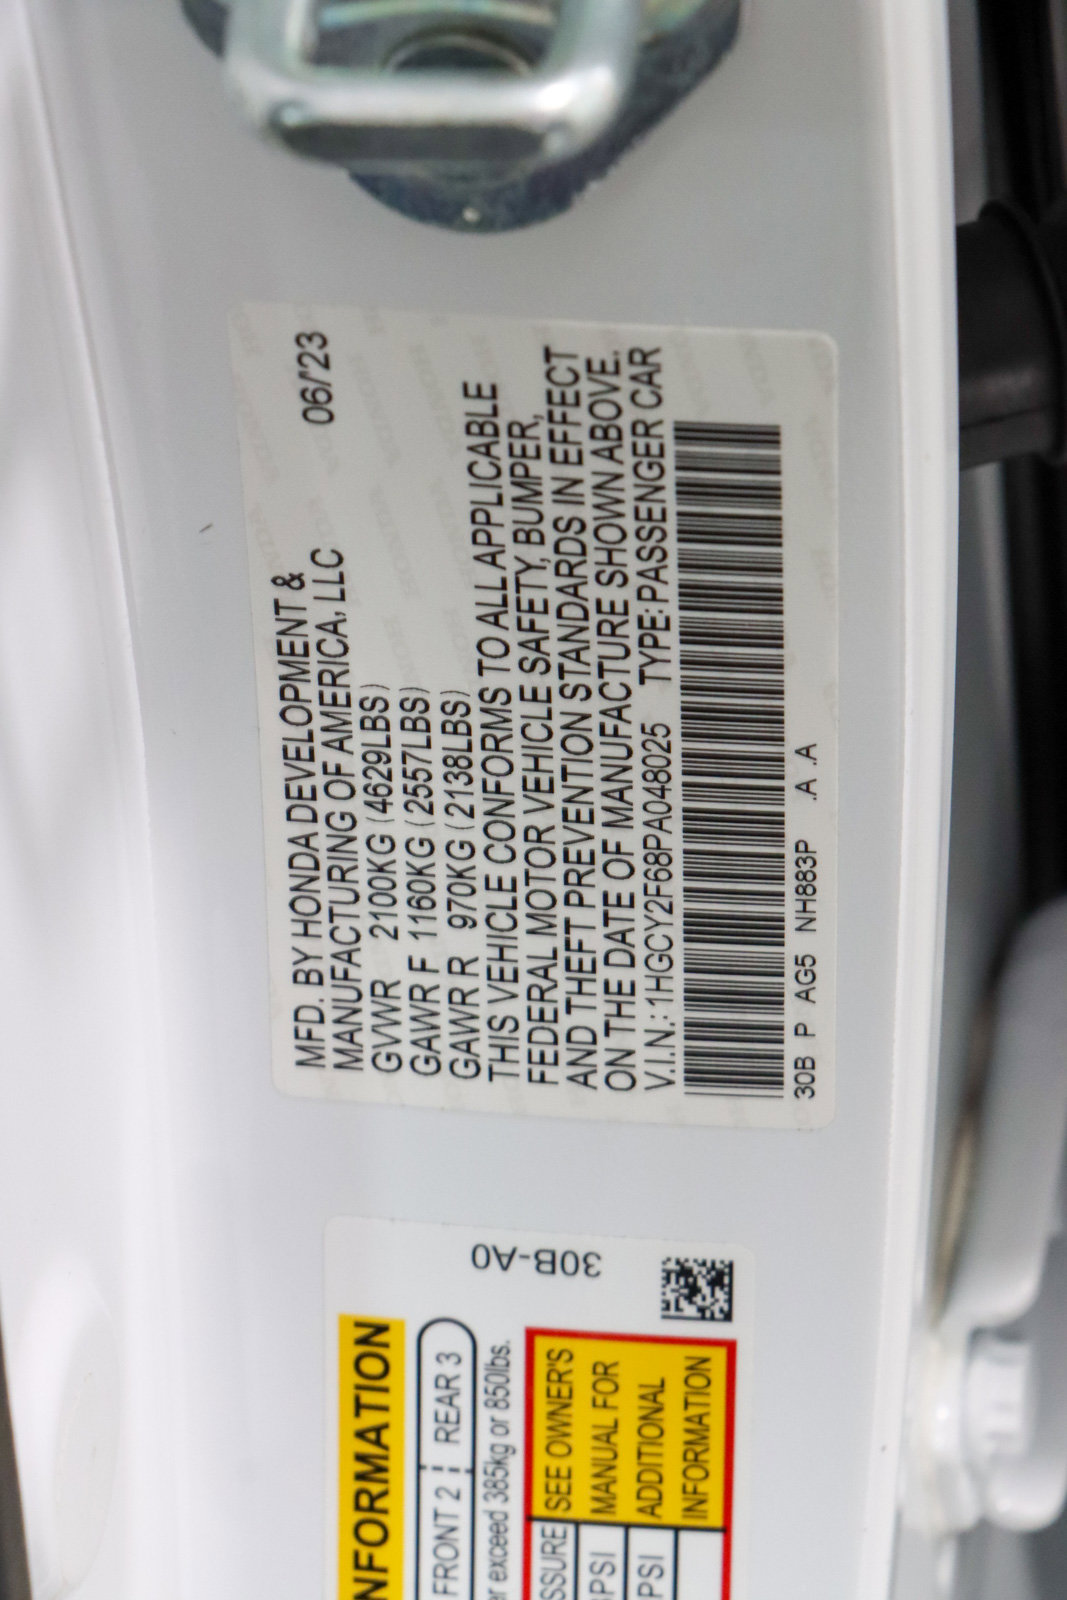 MFD. BY HONDA DEVELOPMENT &
MANUFACTURING OF AMERICA, LLC 06/23
GVWR 2100KG (4629LBS)
GAWR F 1160KG (2557LBS)
GAWR R 970KG (2138LBS)
THIS VEHICLE CONFORMS TO ALL APPLICABLE
FEDERAL MOTOR VEHICLE SAFETY, BUMPER,
AND THEFT PREVENTION STANDARDS IN EFFECT
ON THE DATE OF MANUFACTURE SHOWN ABOVE.
V.I.N.: 1HGCY2F68PA048025 TYPE: PASSENGER CAR
30B P AG5 NH883P .A .A
30B-A0
NFORMATION
FRONT 2 REAR 3
er exceed 385kg or 850lbs.
SSURE
PSI
PSI
SEE OWNER'S
MANUAL FOR
ADDITIONAL
INFORMATION